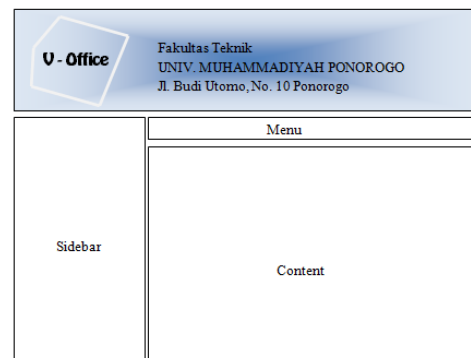 V - Office
Fakultas Teknik
UNIV. MUHAMMADIYAH PONOROGO
Jl. Budi Utomo, No. 10 Ponorogo
Menu
Sidebar
Content